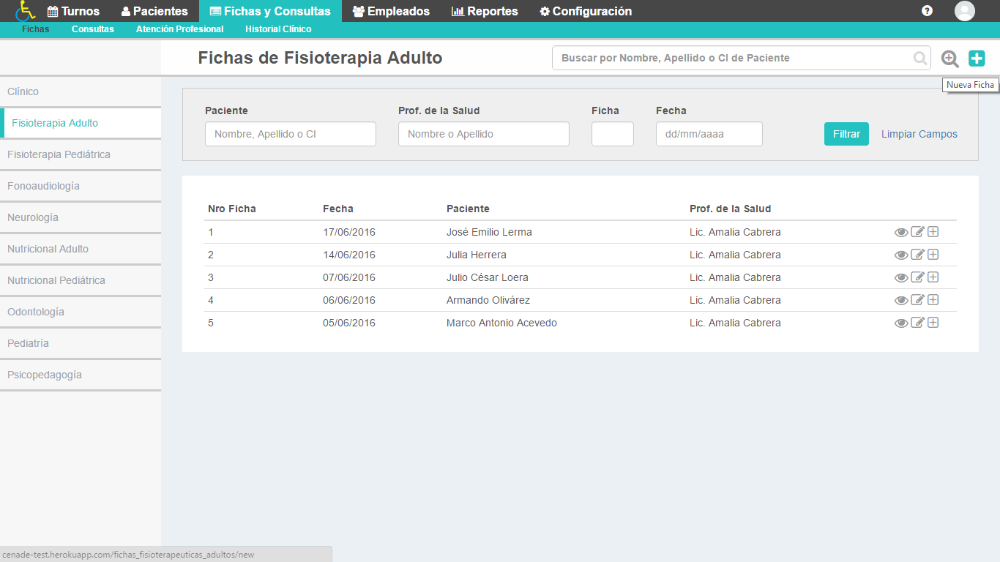 Turnos Pacientes Fichas y Consultas Empleados Reportes Configuración
Fichas Consultas Atención Profesional Historial Clínico
Fichas de Fisioterapia Adulto Buscar por Nombre, Apellido o CI de Paciente
Nueva Ficha
Clínico
Fisioterapia Adulto
Fisioterapia Pediátrica
Fonoaudiología
Neurología
Nutricional Adulto
Nutricional Pediátrica
Odontología
Pediatría
Psicopedagogía
Paciente Prof. de la Salud Ficha Fecha
Nombre, Apellido o CI Nombre o Apellido dd/mm/aaaa Filtrar Limpiar Campos
Nro Ficha Fecha Paciente Prof. de la Salud
1 17/06/2016 José Emilio Lerma Lic. Amalia Cabrera
2 14/06/2016 Julia Herrera Lic. Amalia Cabrera
3 07/06/2016 Julio César Loera Lic. Amalia Cabrera
4 06/06/2016 Armando Olivárez Lic. Amalia Cabrera
5 05/06/2016 Marco Antonio Acevedo Lic. Amalia Cabrera
cenade-test.herokuapp.com/fichas_fisioterapeuticas_adultos/new